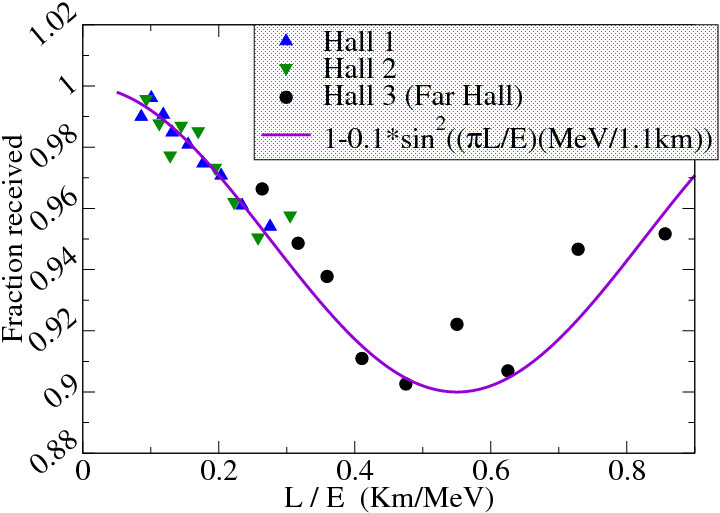 1.02
1
0.98
0.96
0.94
0.92
0.9
0.88
Fraction received
Hall 1
Hall 2
Hall 3 (Far Hall)
1-0.1*sin²((πL/E)(MeV/1.1km))
0 0.2 0.4 0.6 0.8
L / E (Km/MeV)